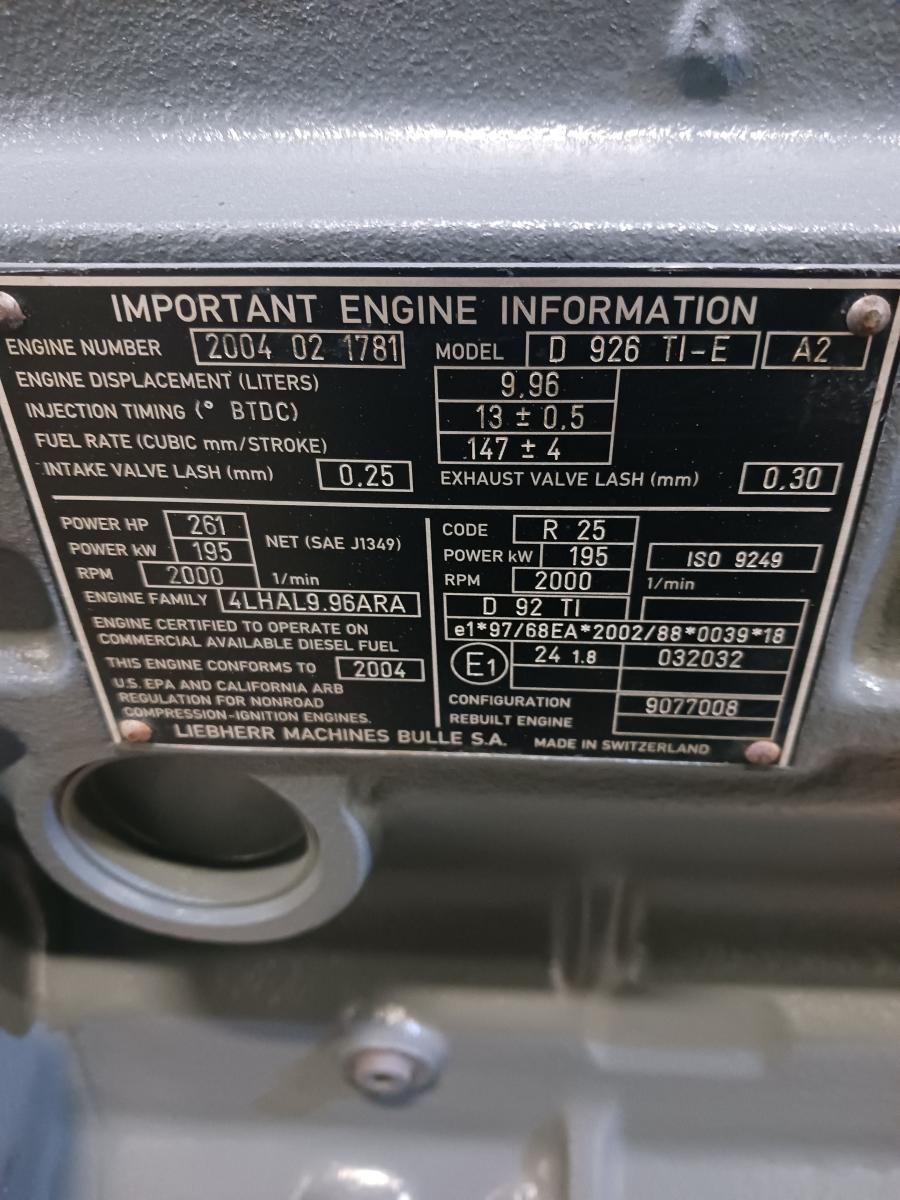 IMPORTANT ENGINE INFORMATION
ENGINE NUMBER 2004 02 1781 MODEL D 926 TI-E A2
ENGINE DISPLACEMENT (LITERS) 9.96
INJECTION TIMING (° BTDC) 13 ± 0,5
FUEL RATE (CUBIC mm/STROKE) 147 ± 4
INTAKE VALVE LASH (mm) 0.25 EXHAUST VALVE LASH (mm) 0.30
POWER HP 261
POWER kW 195 NET (SAE J1349)
RPM 2000 1/min
ENGINE FAMILY 4LHAL9.96ARA
ENGINE CERTIFIED TO OPERATE ON
COMMERCIAL AVAILABLE DIESEL FUEL
THIS ENGINE CONFORMS TO 2004
U.S. EPA AND CALIFORNIA ARB
REGULATION FOR NONROAD
COMPRESSION-IGNITION ENGINES.
CODE R 25
POWER kW 195 ISO 9249
RPM 2000 1/min
D 92 TI
e1*97/68EA*2002/88*0039*18
E1 24 1.8 032032
CONFIGURATION 9077008
REBUILT ENGINE
LIEBHERR MACHINES BULLE S.A. MADE IN SWITZERLAND